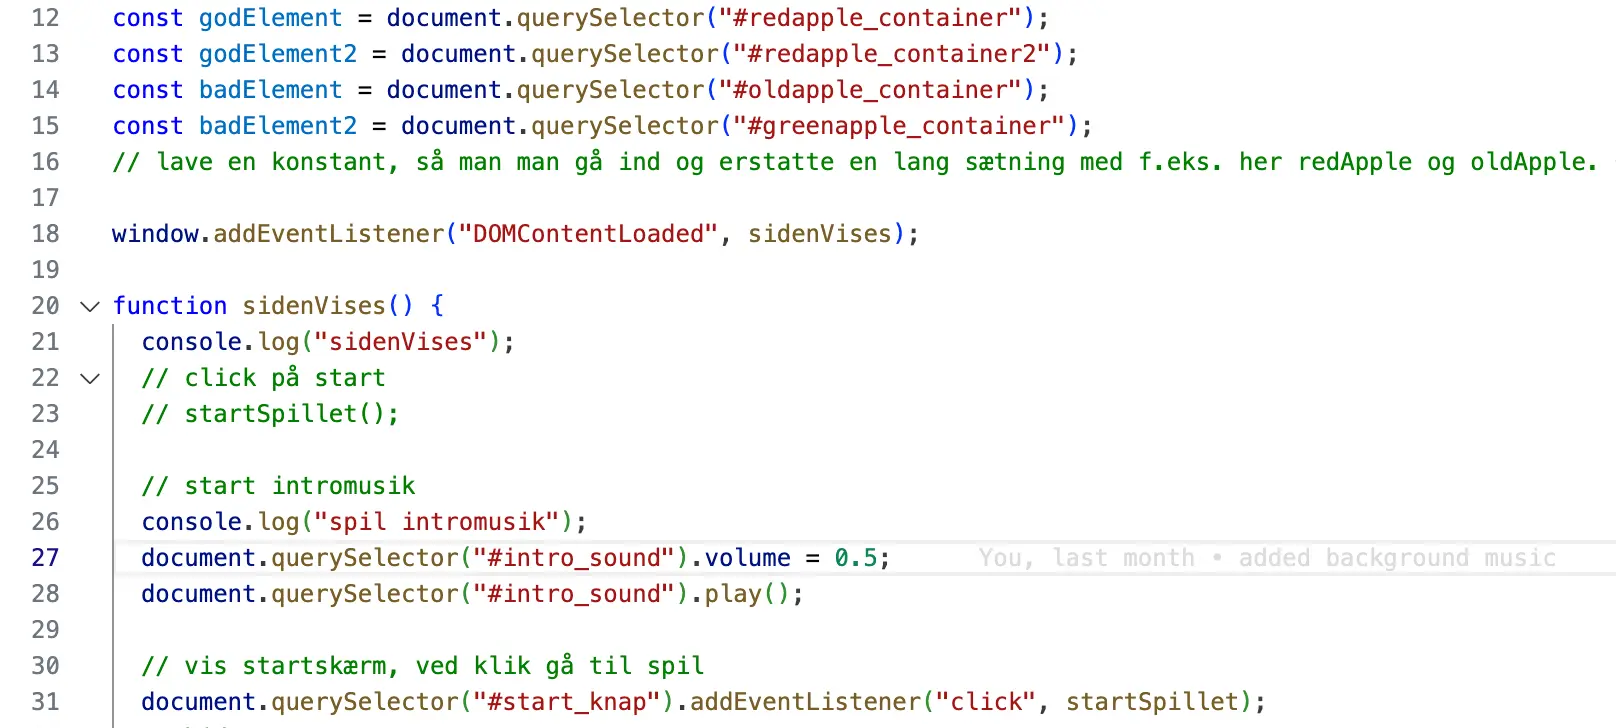 12 const godElement = document.querySelector("#redapple_container");
13 const godElement2 = document.querySelector("#redapple_container2");
14 const badElement = document.querySelector("#oldapple_container");
15 const badElement2 = document.querySelector("#greenapple_container");
16 // lave en konstant, så man man gå ind og erstatte en lang sætning med f.eks. her redApple og oldApple.
17
18 window.addEventListener("DOMContentLoaded", sidenVises);
19
20 function sidenVises() {
21 console.log("sidenVises");
22 // click på start
23 // startSpillet();
24
25 // start intromusik
26 console.log("spil intromusik");
27 document.querySelector("#intro_sound").volume = 0.5; You, last month • added background music
28 document.querySelector("#intro_sound").play();
29
30 // vis startskærm, ved klik gå til spil
31 document.querySelector("#start_knap").addEventListener("click", startSpillet);